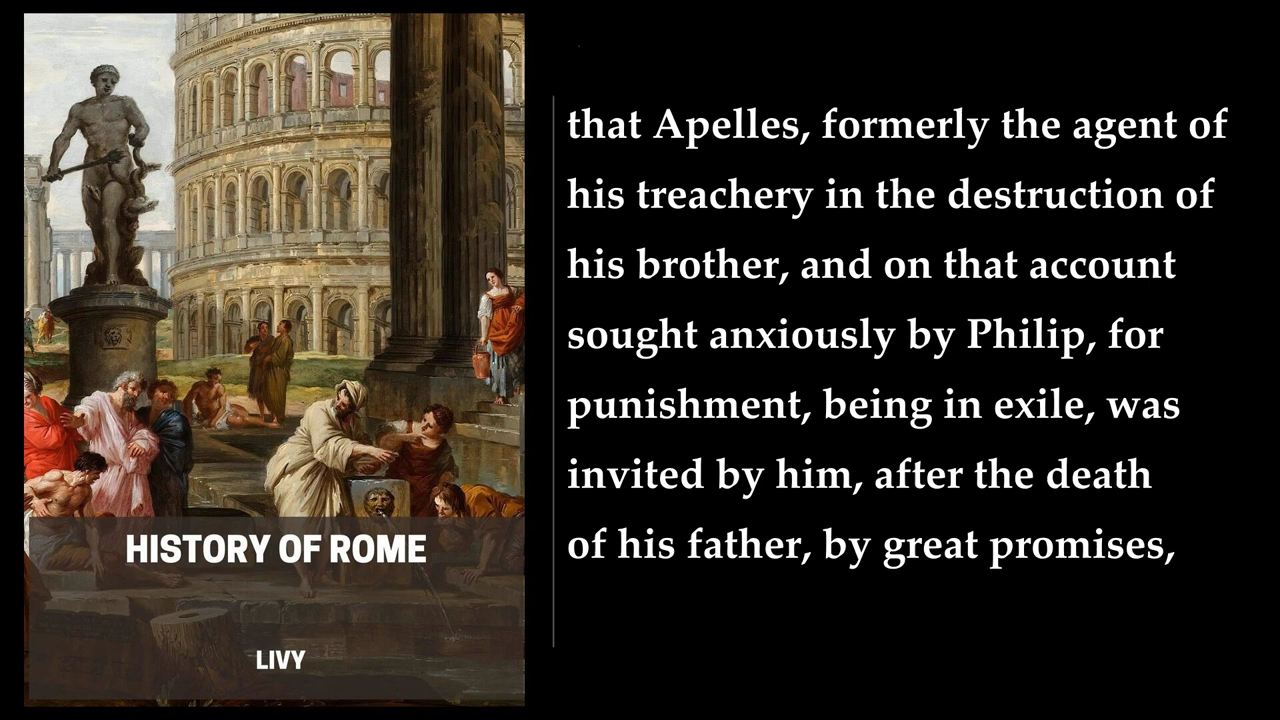 HISTORY OF ROME
LIVY
that Apelles, formerly the agent of
his treachery in the destruction of
his brother, and on that account
sought anxiously by Philip, for
punishment, being in exile, was
invited by him, after the death
of his father, by great promises,